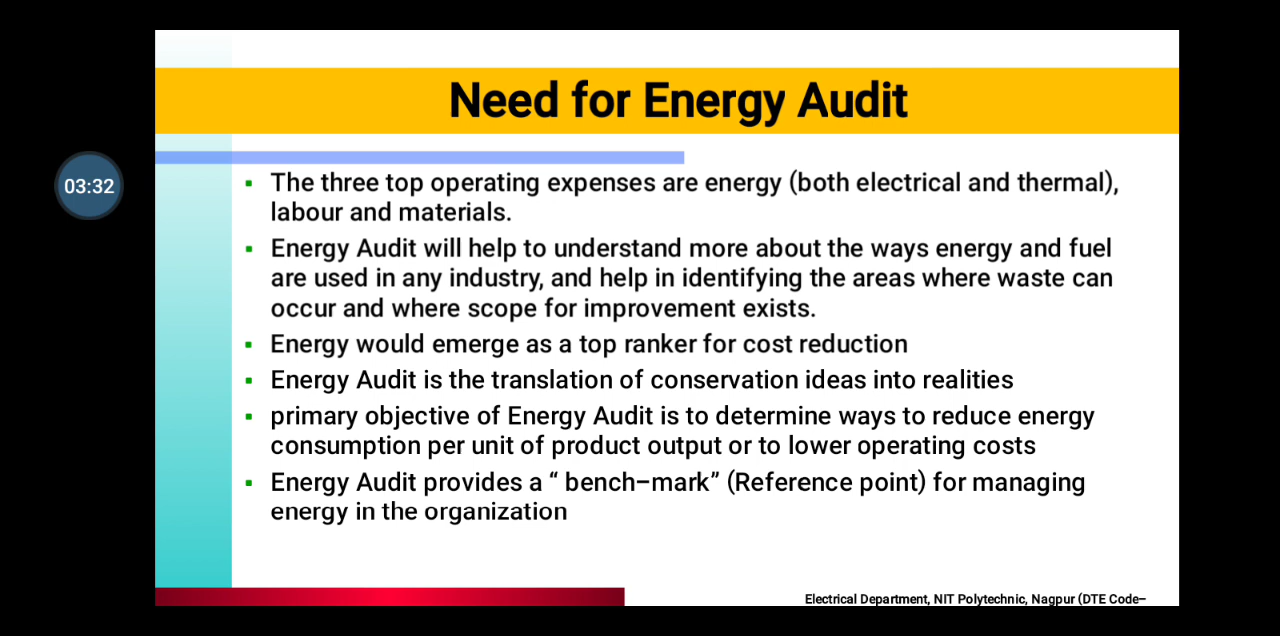 Need for Energy Audit
03:32
▪ The three top operating expenses are energy (both electrical and thermal),
labour and materials.
▪ Energy Audit will help to understand more about the ways energy and fuel
are used in any industry, and help in identifying the areas where waste can
occur and where scope for improvement exists.
▪ Energy would emerge as a top ranker for cost reduction
▪ Energy Audit is the translation of conservation ideas into realities
▪ primary objective of Energy Audit is to determine ways to reduce energy
consumption per unit of product output or to lower operating costs
▪ Energy Audit provides a “ bench–mark” (Reference point) for managing
energy in the organization
Electrical Department, NIT Polytechnic, Nagpur (DTE Code–